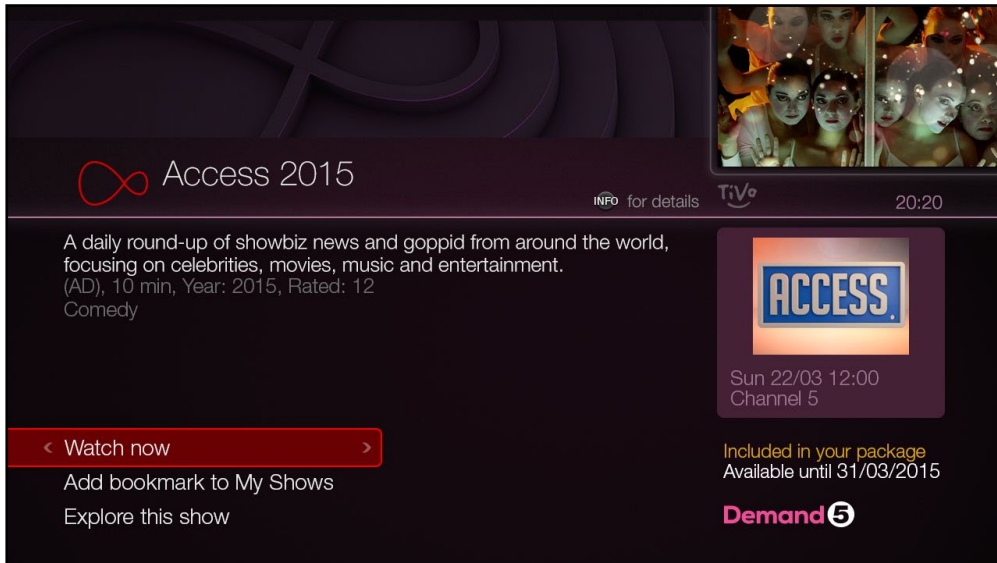 Access 2015
INFO for details
TiVo
20:20
A daily round-up of showbiz news and goppid from around the world,
focusing on celebrities, movies, music and entertainment.
(AD), 10 min, Year: 2015, Rated: 12
Comedy
ACCESS.
Sun 22/03 12:00
Channel 5
< Watch now >
Add bookmark to My Shows
Explore this show
Included in your package
Available until 31/03/2015
Demand 5